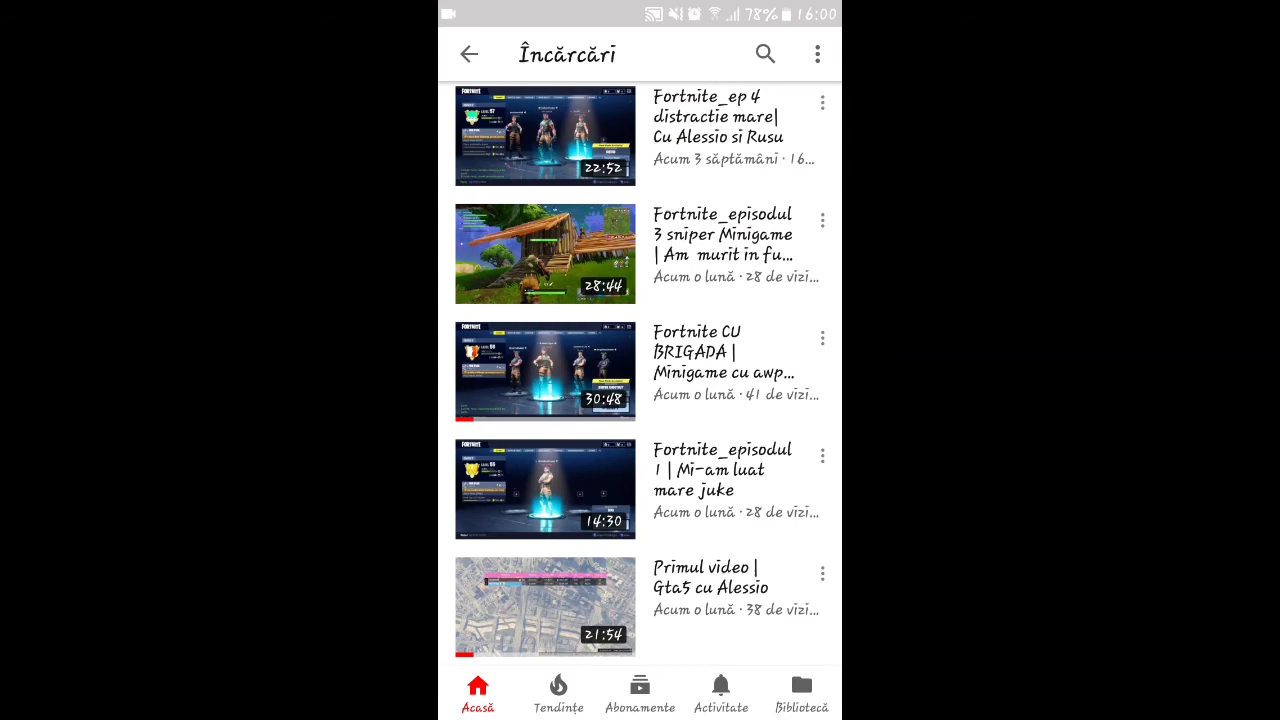 78% 16:00
Încărcări
Fortnite_ep 4
distractie mare|
Cu Alessio si Rusu
Acum 3 săptămâni · 16...
22:52
Fortnite_episodul
3 sniper Minigame
| Am murit in fu...
Acum o lună · 28 de vizi...
28:44
Fortnite CU
BRIGADA |
Minigame cu awp...
Acum o lună · 41 de vizi...
30:48
Fortnite_episodul
1 | Mi-am luat
mare juke
Acum o lună · 28 de vizi...
14:30
Primul video |
Gta5 cu Alessio
Acum o lună · 38 de vizi...
21:54
Acasă Tendințe Abonamente Activitate Bibliotecă